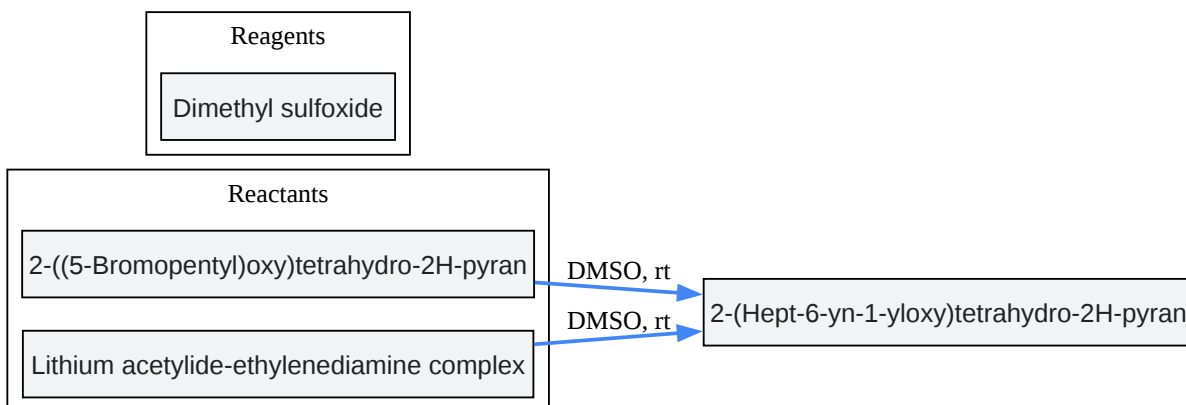 Reagents
Dimethyl sulfoxide
Reactants
2-((5-Bromopentyl)oxy)tetrahydro-2H-pyran
Lithium acetylide-ethylenediamine complex
DMSO, rt
DMSO, rt
2-(Hept-6-yn-1-yloxy)tetrahydro-2H-pyran